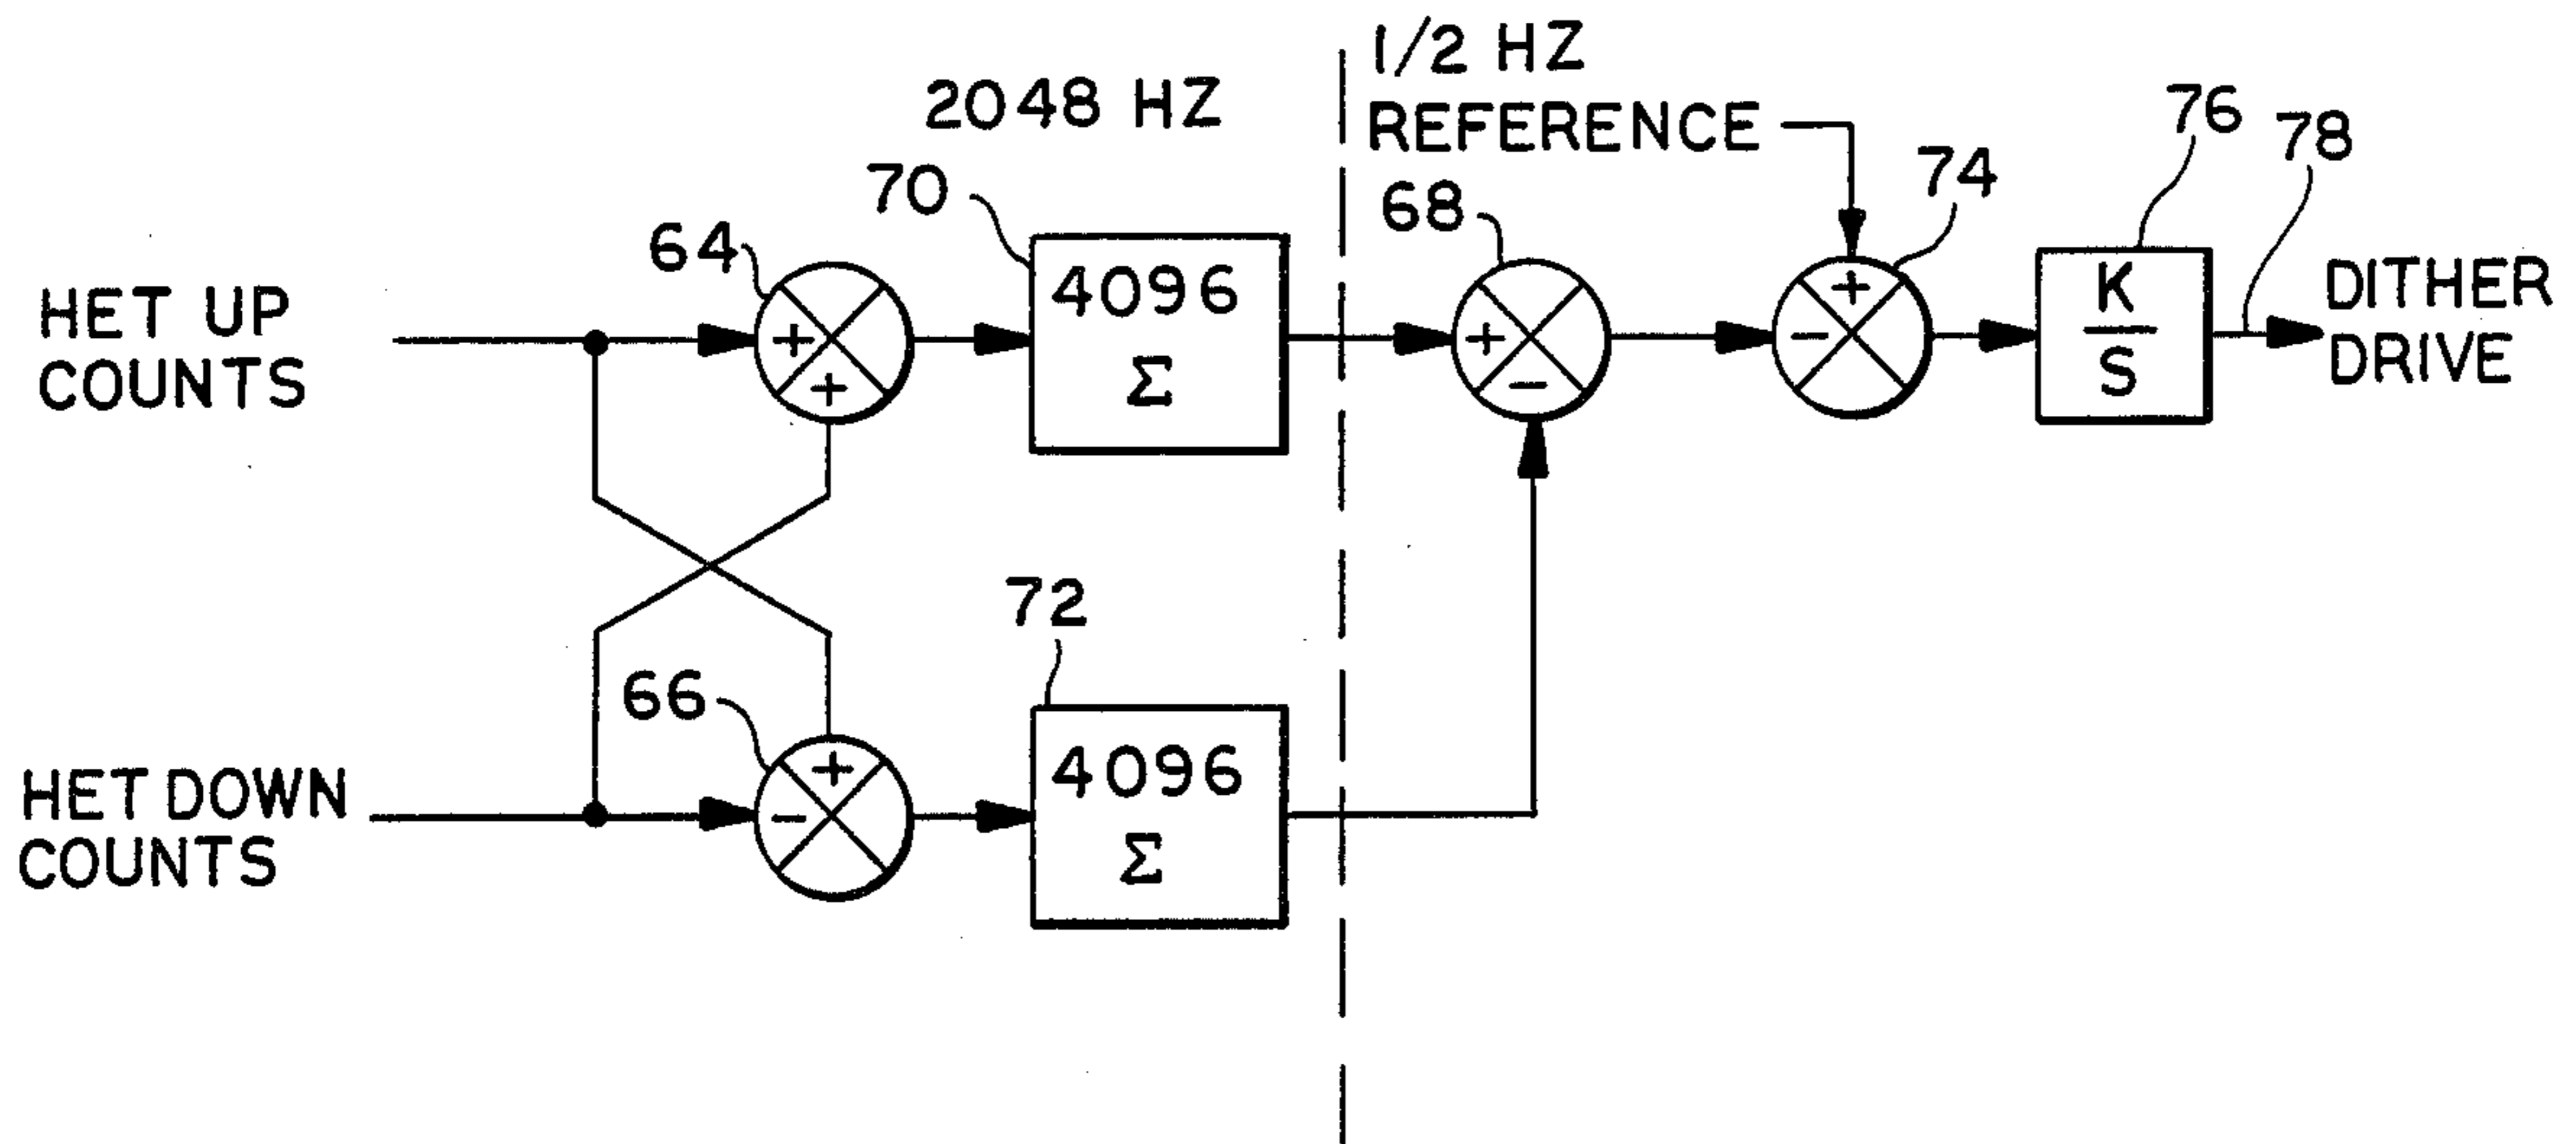 2048 HZ
1/2 HZ
REFERENCE
76
78
70
68
74
64
HET UP
COUNTS
+
+
4096
Σ
+
-
+
-
K
S
DITHER
DRIVE
72
66
HET DOWN
COUNTS
+
-
4096
Σ